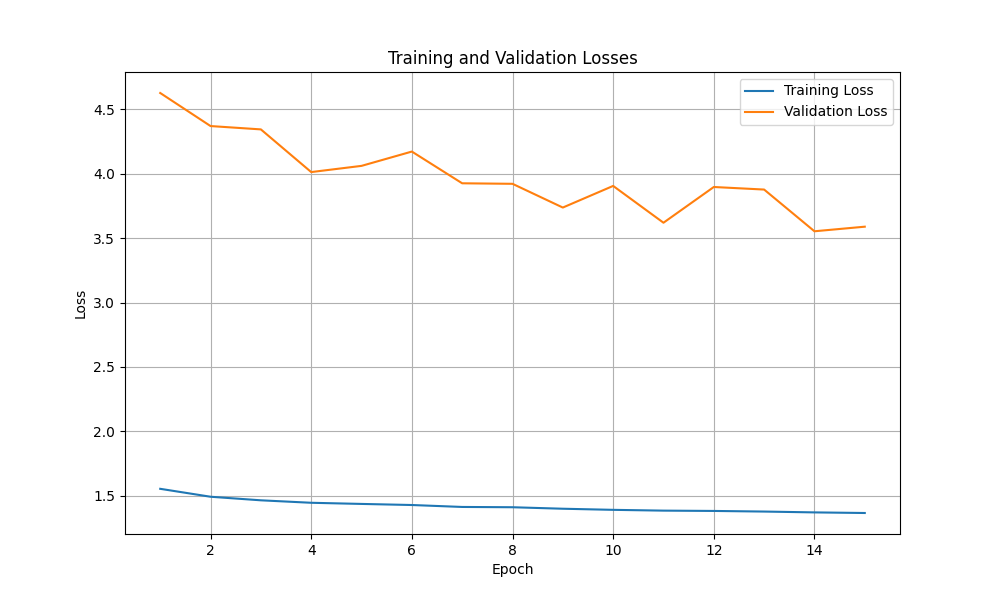 Training and Validation Losses
Training Loss
Validation Loss
4.5
4.0
3.5
3.0
2.5
2.0
1.5
Loss
2 4 6 8 10 12 14
Epoch